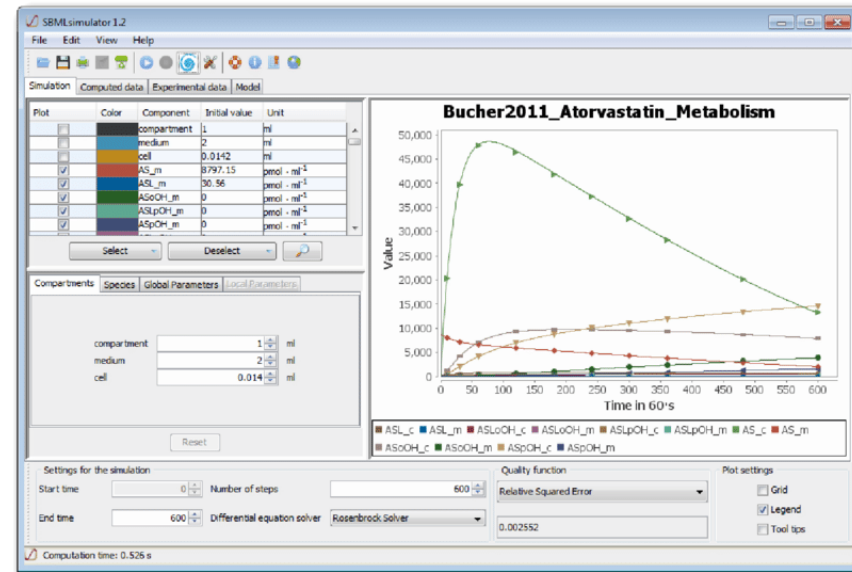 SBMLsimulator 1.2
File Edit View Help
Simulation Computed data Experimental data Model
Plot Color Component Initial value Unit
compartment 1 ml
medium 2 ml
cell 0.0142 ml
AS_m 8797.15 pmol · ml⁻¹
ASL_m 30.56 pmol · ml⁻¹
ASoOH_m 0 pmol · ml⁻¹
ASLpOH_m 0 pmol · ml⁻¹
ASpOH_m 0 pmol · ml⁻¹
Select Deselect
Compartments Species Global Parameters Local Parameters
compartment 1 ml
medium 2 ml
cell 0.014 ml
Reset
Bucher2011_Atorvastatin_Metabolism
Value
50,000
45,000
40,000
35,000
30,000
25,000
20,000
15,000
10,000
5,000
0
0 50 100 150 200 250 300 350 400 450 500 550 600
Time in 60's
ASL_c ASL_m ASLoOH_c ASLoOH_m ASLpOH_c ASLpOH_m AS_c AS_m
ASoOH_c ASoOH_m ASpOH_c ASpOH_m
Settings for the simulation
Start time 0 Number of steps 600
End time 600 Differential equation solver Rosenbrock Solver
Quality function
Relative Squared Error
0.002552
Plot settings
Grid
Legend
Tool tips
Computation time: 0.526 s